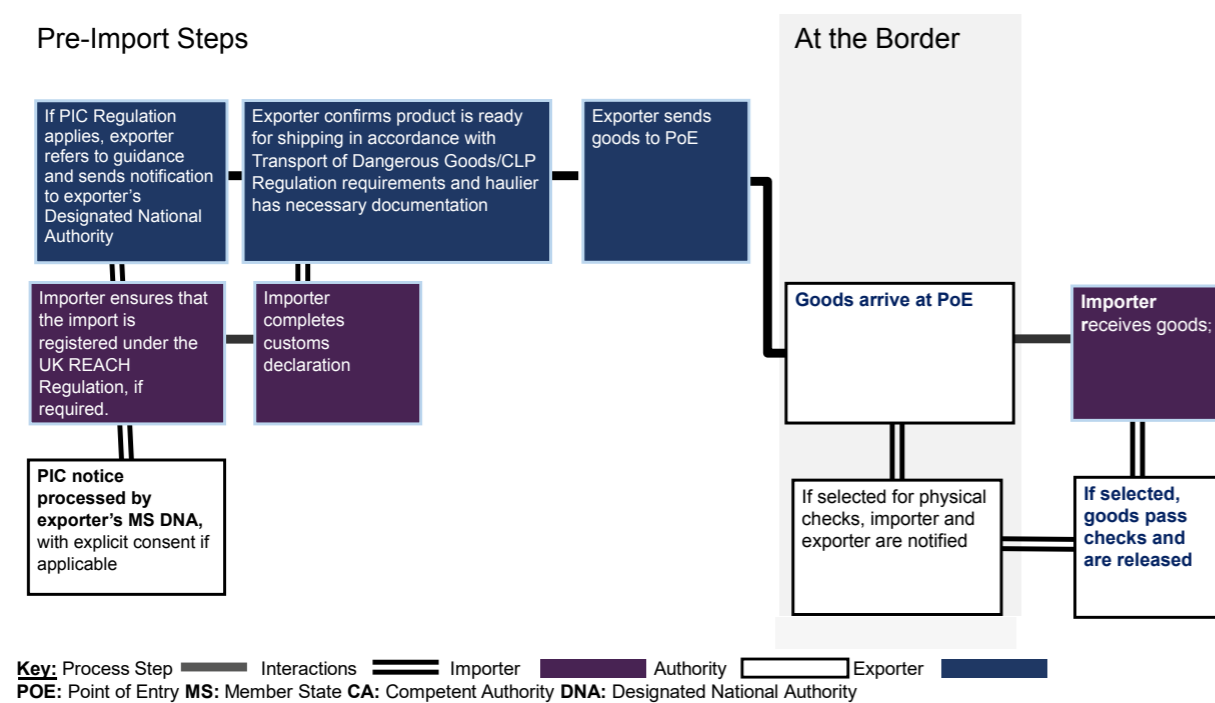 Pre-Import Steps
At the Border
If PIC Regulation
applies, exporter
refers to guidance
and sends notification
to exporter’s
Designated National
Authority
Exporter confirms product is ready
for shipping in accordance with
Transport of Dangerous Goods/CLP
Regulation requirements and haulier
has necessary documentation
Exporter sends
goods to PoE
Importer ensures that
the import is
registered under the
UK REACH
Regulation, if
required.
Importer
completes
customs
declaration
Goods arrive at PoE
Importer
receives goods;
PIC notice
processed by
exporter’s MS DNA,
with explicit consent if
applicable
If selected for physical
checks, importer and
exporter are notified
If selected,
goods pass
checks and
are released
Key: Process Step Interactions Importer Authority Exporter
POE: Point of Entry MS: Member State CA: Competent Authority DNA: Designated National Authority